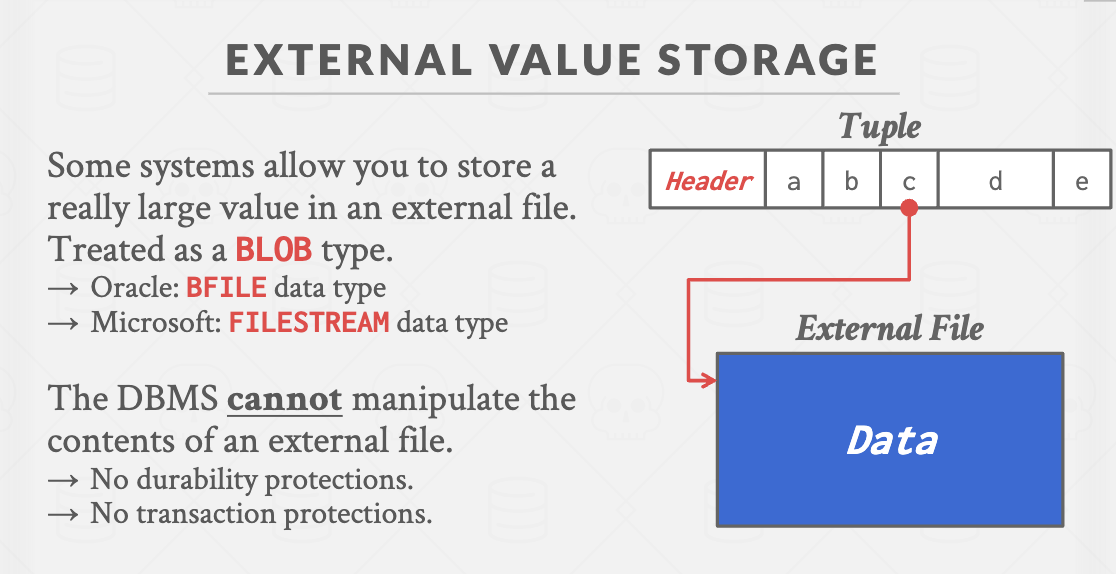 EXTERNAL VALUE STORAGE
Some systems allow you to store a
really large value in an external file.
Treated as a BLOB type.
→ Oracle: BFILE data type
→ Microsoft: FILESTREAM data type
The DBMS cannot manipulate the
contents of an external file.
→ No durability protections.
→ No transaction protections.
Tuple
Header a b c d e
External File
Data